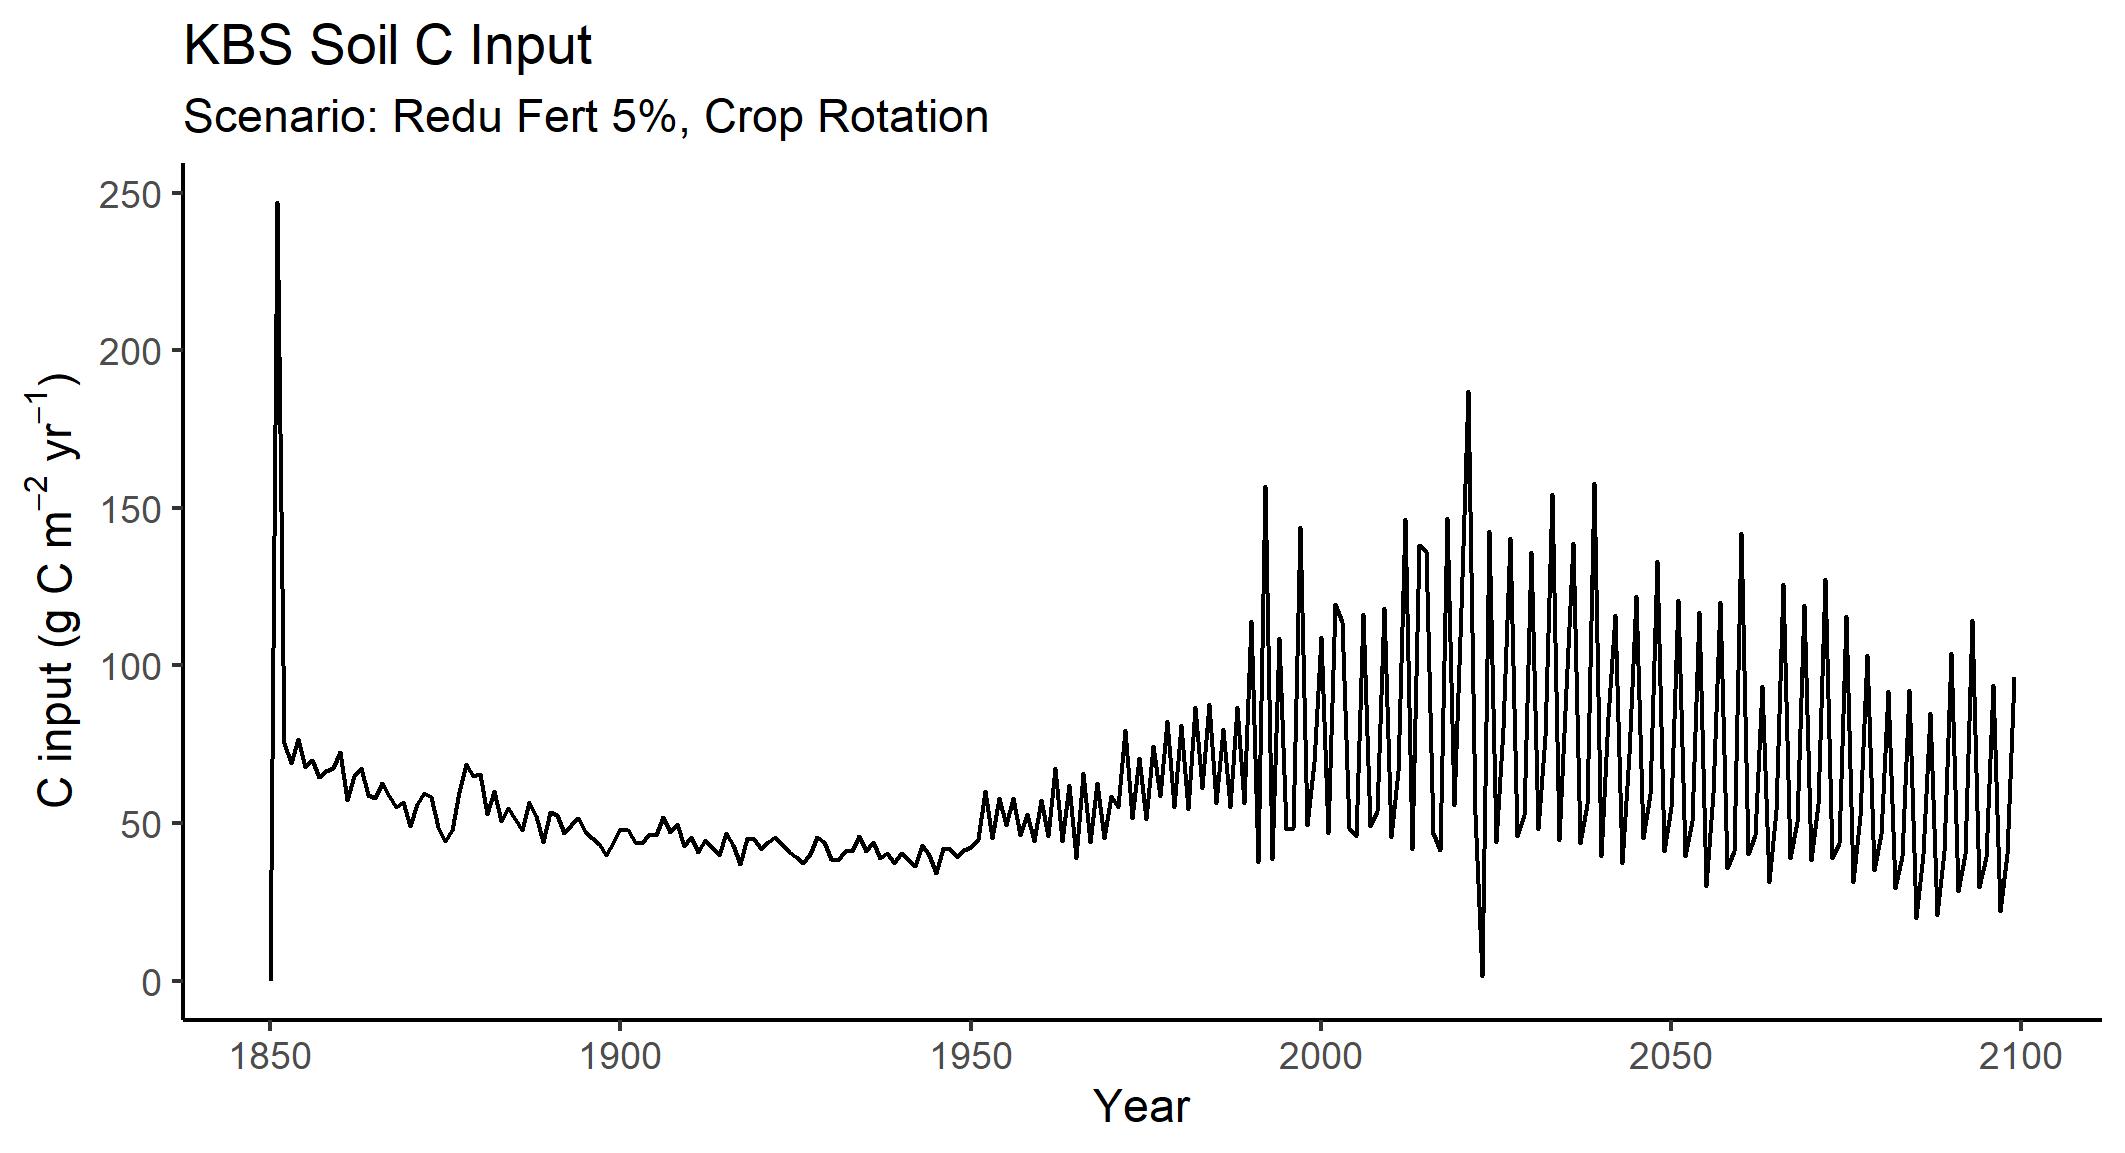 KBS Soil C Input
Scenario: Redu Fert 5%, Crop Rotation
C input (g C m⁻² yr⁻¹)
250
200
150
100
50
0
1850 1900 1950 2000 2050 2100
Year